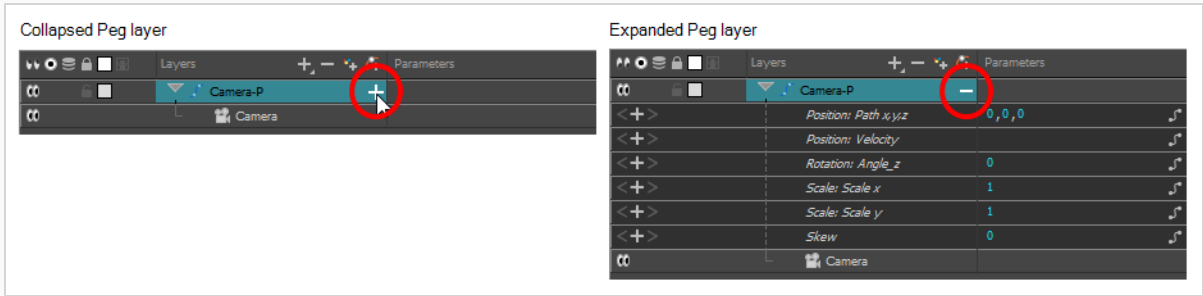 Collapsed Peg layer
Layers Parameters
Camera-P
Camera
Expanded Peg layer
Layers Parameters
Camera-P
Position: Path x,y,z 0,0,0
Position: Velocity
Rotation: Angle_z 0
Scale: Scale x 1
Scale: Scale y 1
Skew 0
Camera